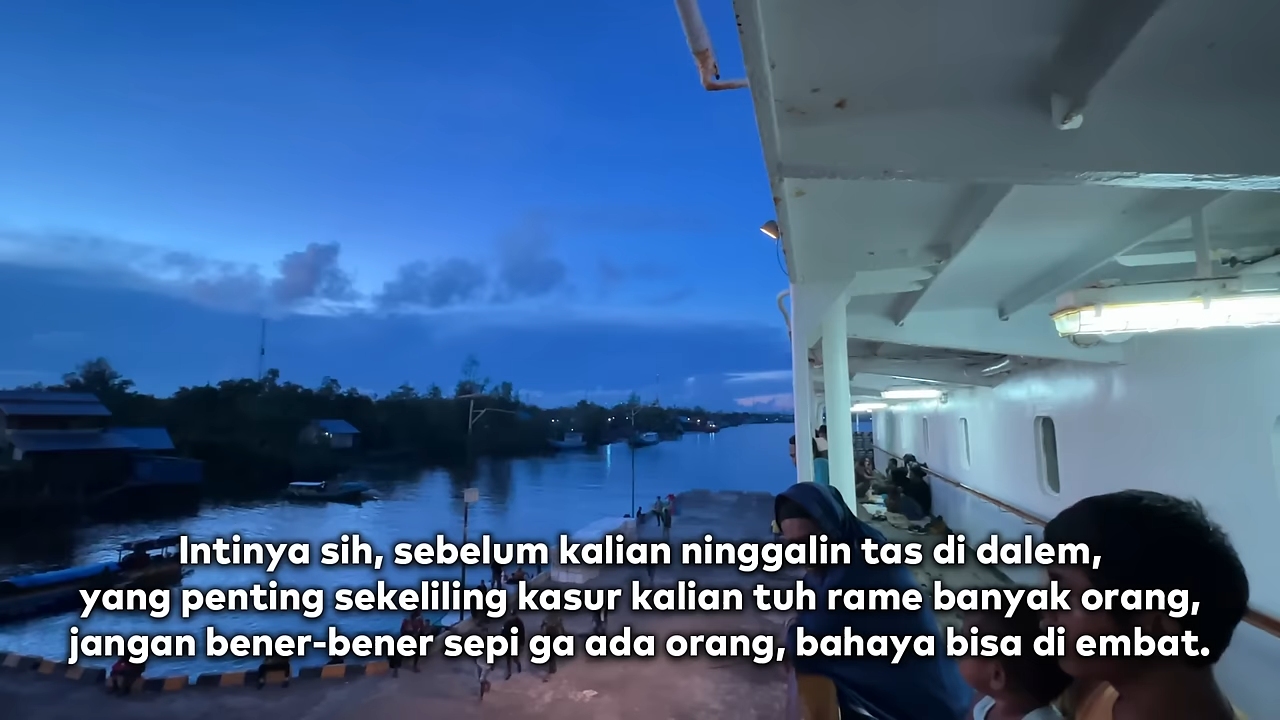 Intinya sih, sebelum kalian ninggalin tas di dalem,
yang penting sekeliling kasur kalian tuh rame banyak orang,
jangan bener-bener sepi ga ada orang, bahaya bisa di embat.